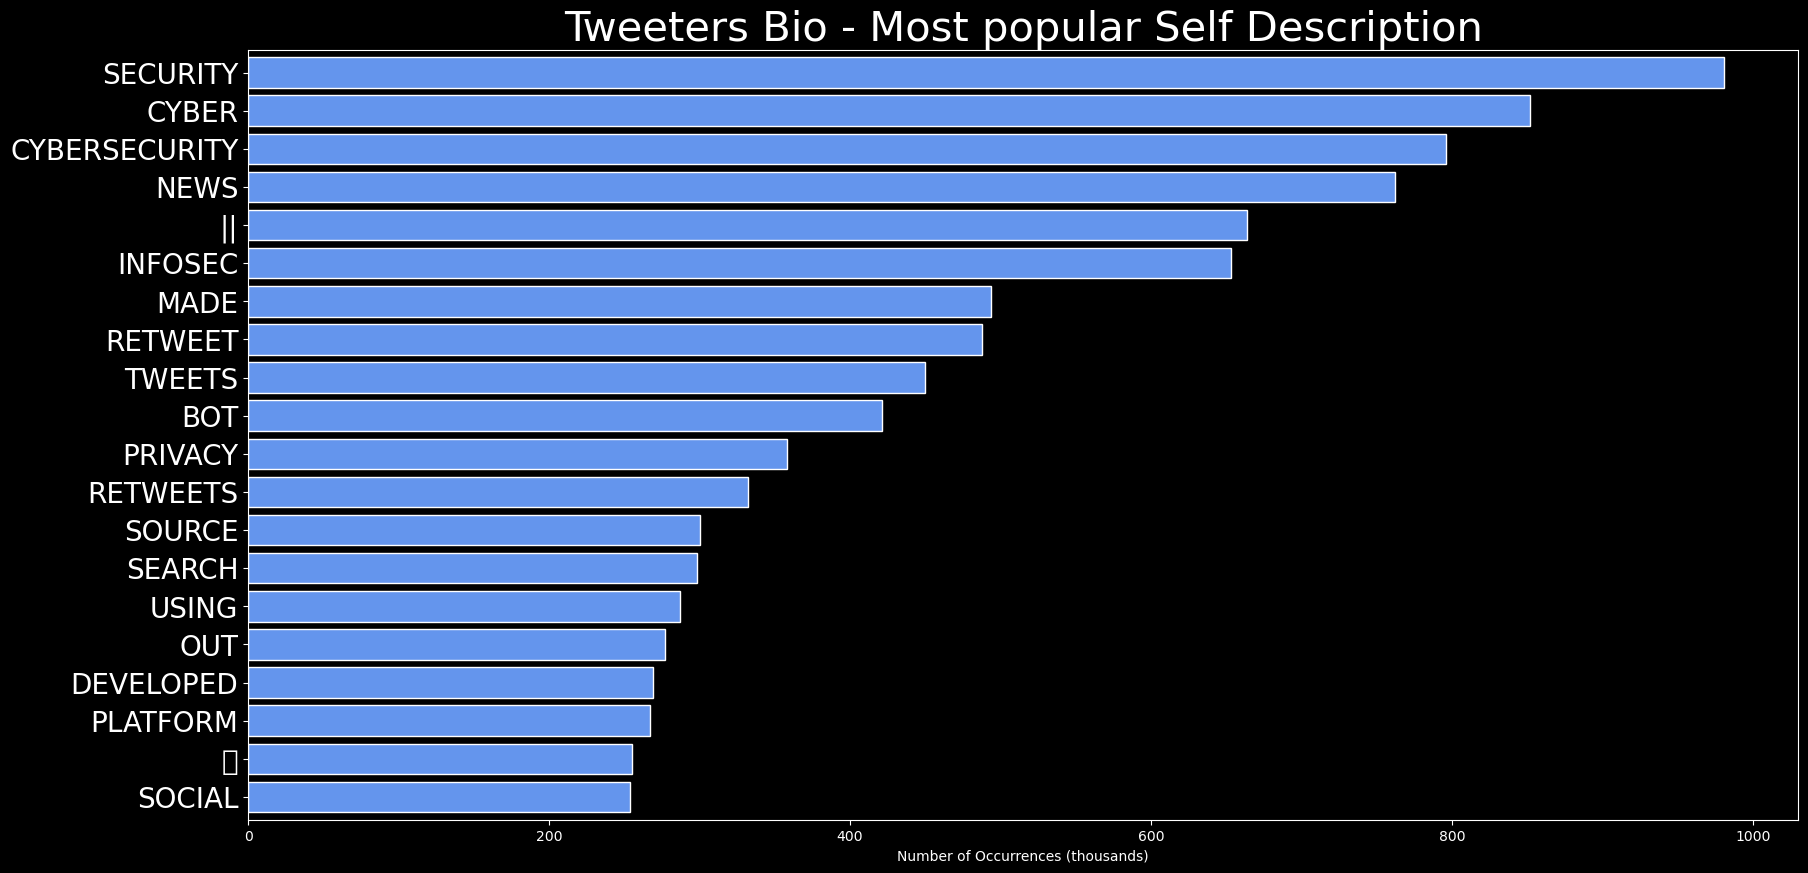 Tweeters Bio - Most popular Self Description
SECURITY
CYBER
CYBERSECURITY
NEWS
||
INFOSEC
MADE
RETWEET
TWEETS
BOT
PRIVACY
RETWEETS
SOURCE
SEARCH
USING
OUT
DEVELOPED
PLATFORM
SOCIAL
0 200 400 600 800 1000
Number of Occurrences (thousands)